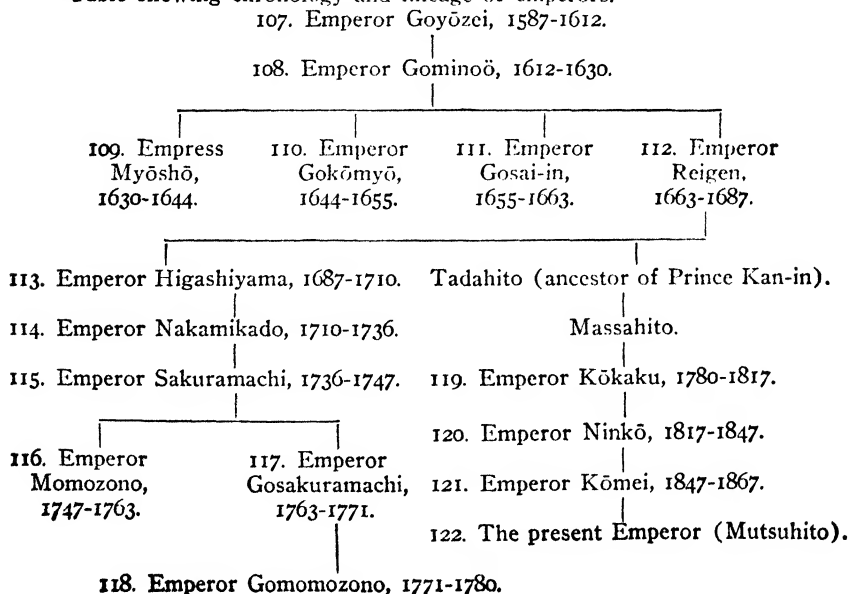 Table showing chronology and lineage of emperors.
107. Emperor Goyōzei, 1587-1612.
108. Emperor Gominoö, 1612-1630.
109. Empress Myōshō, 1630-1644.
110. Emperor Gokōmyō, 1644-1655.
111. Emperor Gosai-in, 1655-1663.
112. Emperor Reigen, 1663-1687.
113. Emperor Higashiyama, 1687-1710.
Tadahito (ancestor of Prince Kan-in).
114. Emperor Nakamikado, 1710-1736.
Massahito.
115. Emperor Sakuramachi, 1736-1747.
119. Emperor Kōkaku, 1780-1817.
120. Emperor Ninkō, 1817-1847.
116. Emperor Momozono, 1747-1763.
117. Emperor Gosakuramachi, 1763-1771.
121. Emperor Kōmei, 1847-1867.
122. The present Emperor (Mutsuhito).
118. Emperor Gomomozono, 1771-1780.